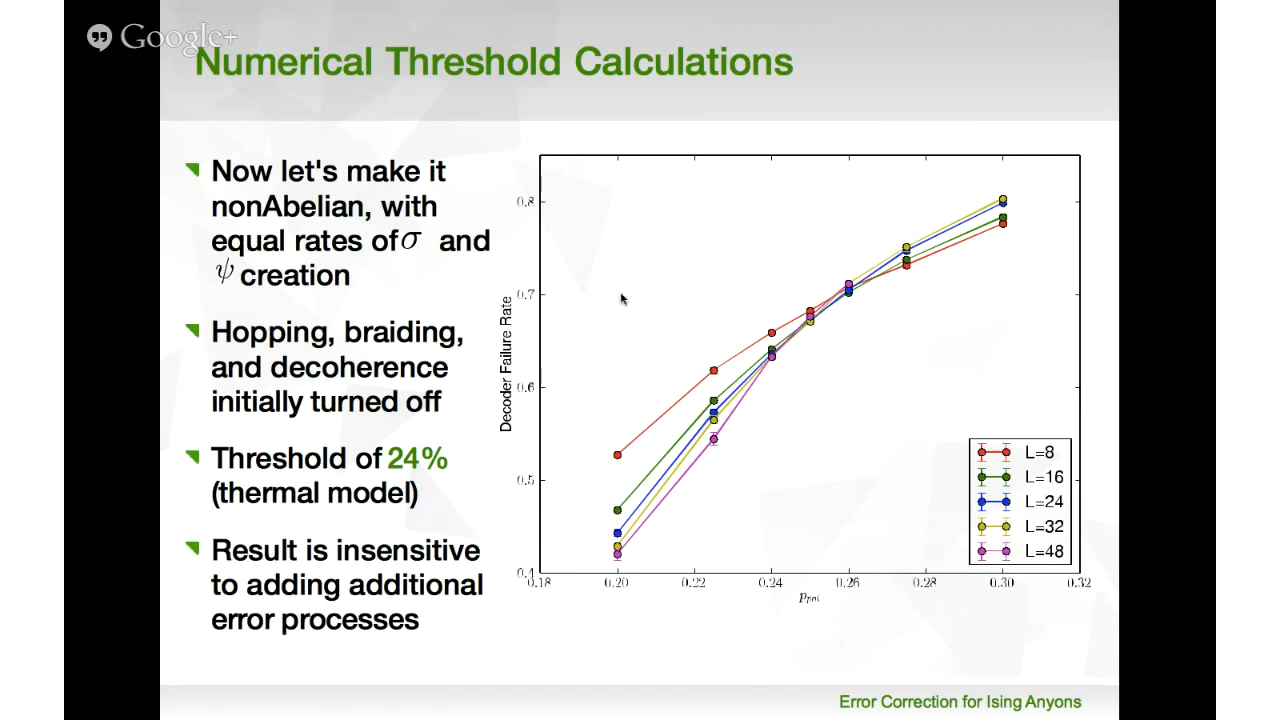 Google+
Numerical Threshold Calculations
Now let's make it
nonAbelian, with
equal rates of σ and
ψ creation
Hopping, braiding,
and decoherence
initially turned off
Threshold of 24%
(thermal model)
Result is insensitive
to adding additional
error processes
Decoder Failure Rate
0.8
0.7
0.6
0.5
0.4
0.18 0.20 0.22 0.24 0.26 0.28 0.30 0.32
L=8
L=16
L=24
L=32
L=48
Error Correction for Ising Anyons